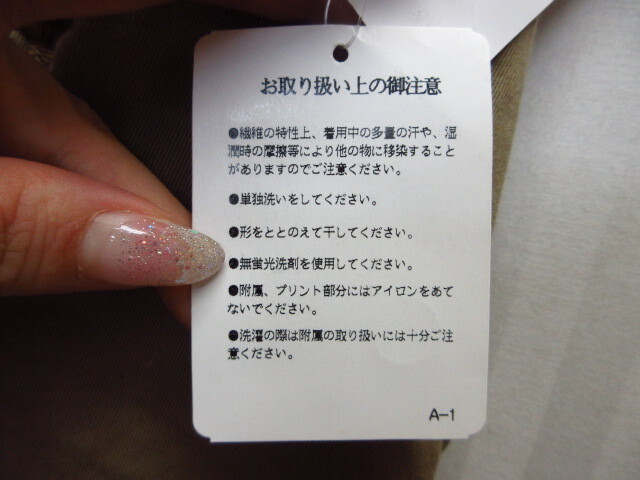 お取り扱い上の御注意
●繊維の特性上、着用中の多量の汗や、湿
潤時の摩擦等により他の物に移染すること
がありますのでご注意ください。
●単独洗いをしてください。
●形をととのえて干してください。
●無蛍光洗剤を使用してください。
●附属、プリント部分にはアイロンをあて
ないでください。
●洗濯の際は附属の取り扱いには十分ご注
意ください。
A-1